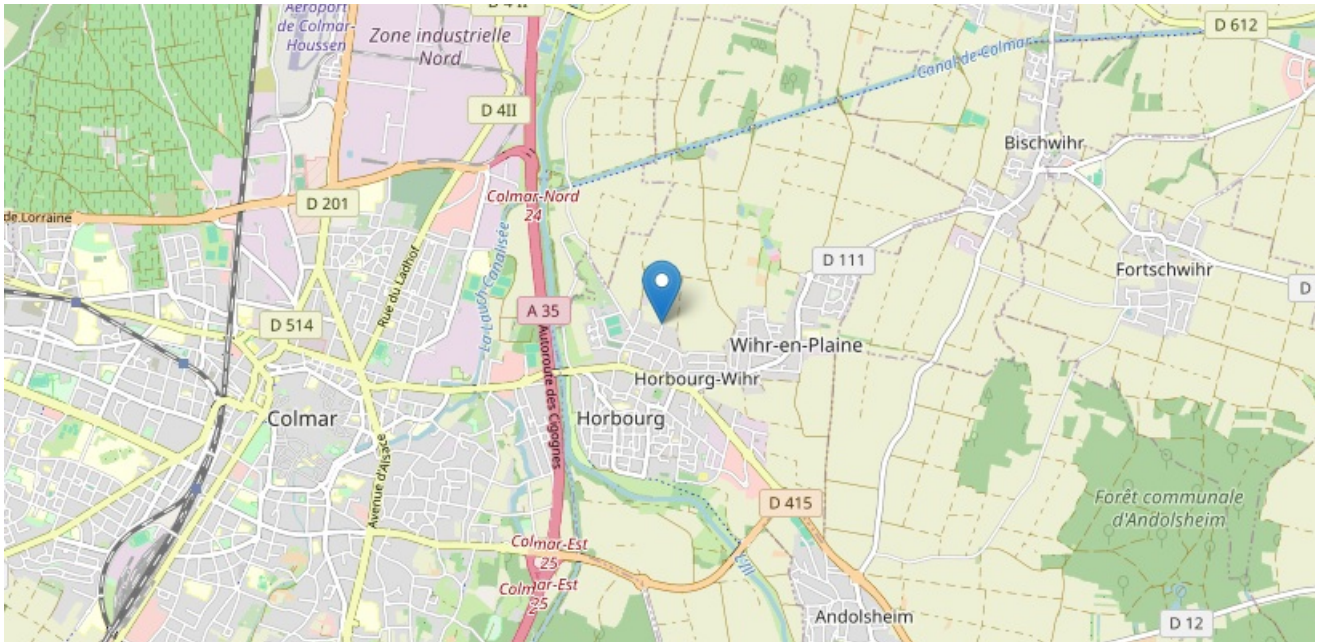 Aéroport
de Colmar-
Houssen
Zone industrielle
Nord
D 4 II
D 612
D 4II
Canal de Colmar
Bischwihr
Colmar-Nord
24
de Lorraine
D 201
Rue du Ladhof
La Lauch Canalisée
D 111
Fortschwihr
D
A 35
D 514
Autoroute des Cigognes
Wihr-en-Plaine
Horbourg-Wihr
Colmar
Horbourg
Avenue d'Alsace
D 415
Forêt communale
d'Andolsheim
Colmar-Est
25
Colmar-Est
25
L'Ill
Andolsheim
D 12